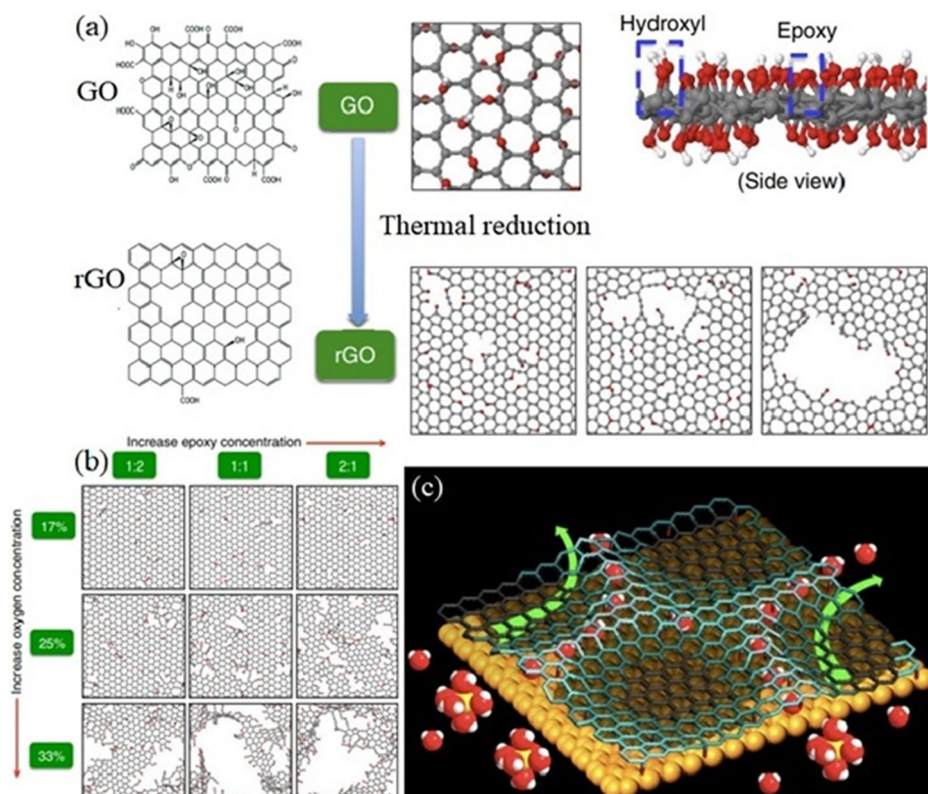 (a)
Hydroxyl
Epoxy
GO
GO
(Side view)
Thermal reduction
rGO
rGO
COOH
Increase epoxy concentration
(b)
1:2
1:1
2:1
(c)
17%
25%
33%
Increase oxygen concentration